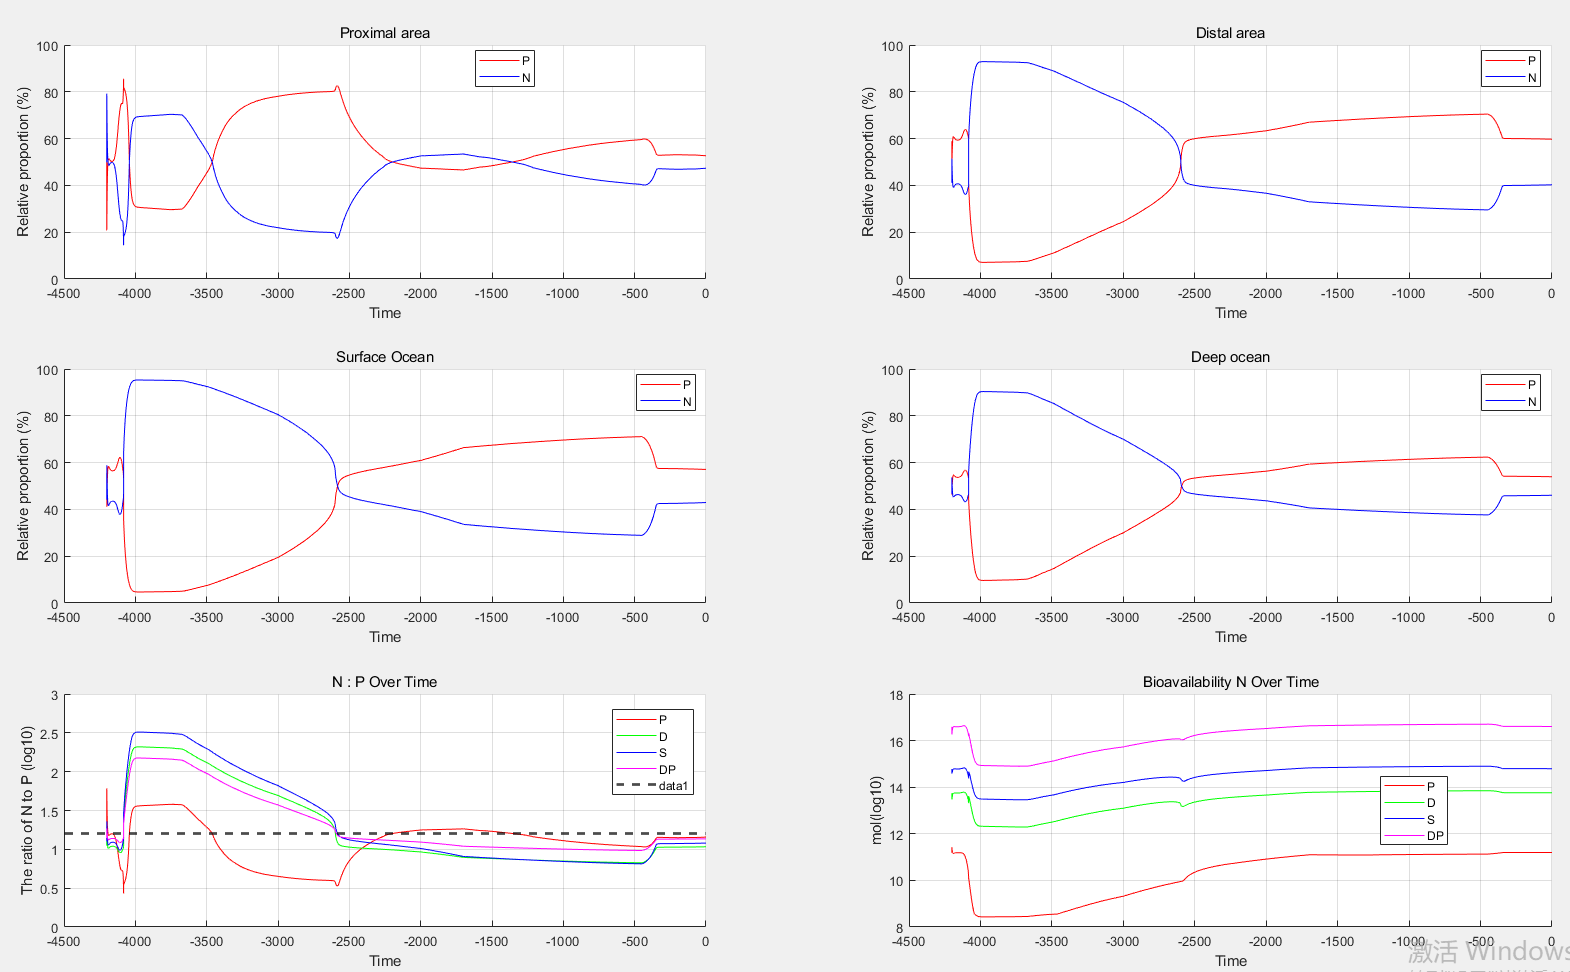 Proximal area
Relative proportion (%)
100
80
60
40
20
0
-4500 -4000 -3500 -3000 -2500 -2000 -1500 -1000 -500 0
Time
P
N
Distal area
Relative proportion (%)
100
80
60
40
20
0
-4500 -4000 -3500 -3000 -2500 -2000 -1500 -1000 -500 0
Time
P
N
Surface Ocean
Relative proportion (%)
100
80
60
40
20
0
-4500 -4000 -3500 -3000 -2500 -2000 -1500 -1000 -500 0
Time
P
N
Deep ocean
Relative proportion (%)
100
80
60
40
20
0
-4500 -4000 -3500 -3000 -2500 -2000 -1500 -1000 -500 0
Time
P
N
N : P Over Time
The ratio of N to P (log10)
3
2.5
2
1.5
1
0.5
0
-4500 -4000 -3500 -3000 -2500 -2000 -1500 -1000 -500 0
Time
P
D
S
DP
data1
Bioavailability N Over Time
mol(log10)
18
16
14
12
10
8
-4500 -4000 -3500 -3000 -2500 -2000 -1500 -1000 -500 0
Time
P
D
S
DP
激活 Windows